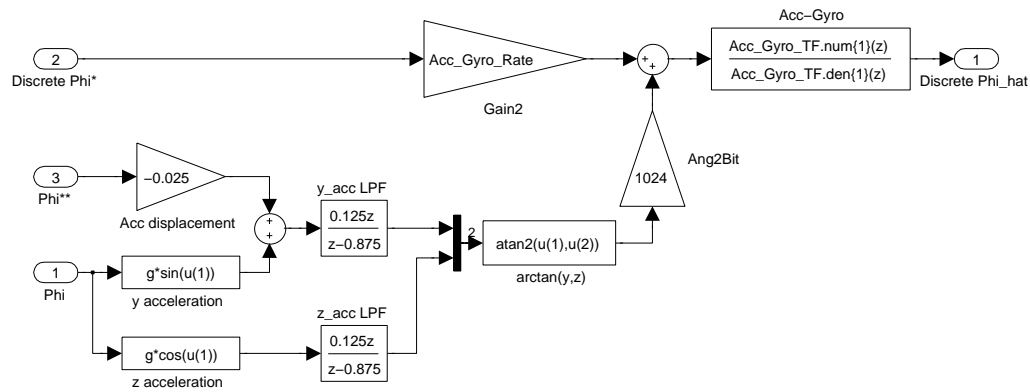 Acc-Gyro
2
Discrete Phi*
Acc_Gyro_Rate
Gain2
+
+
Acc_Gyro_TF.num{1}(z)
Acc_Gyro_TF.den{1}(z)
1
Discrete Phi_hat
3
Phi**
-0.025
Acc displacement
+
+
y_acc LPF
0.125z
z-0.875
2
atan2(u(1),u(2))
arctan(y,z)
1024
Ang2Bit
1
Phi
g*sin(u(1))
y acceleration
z_acc LPF
0.125z
z-0.875
g*cos(u(1))
z acceleration